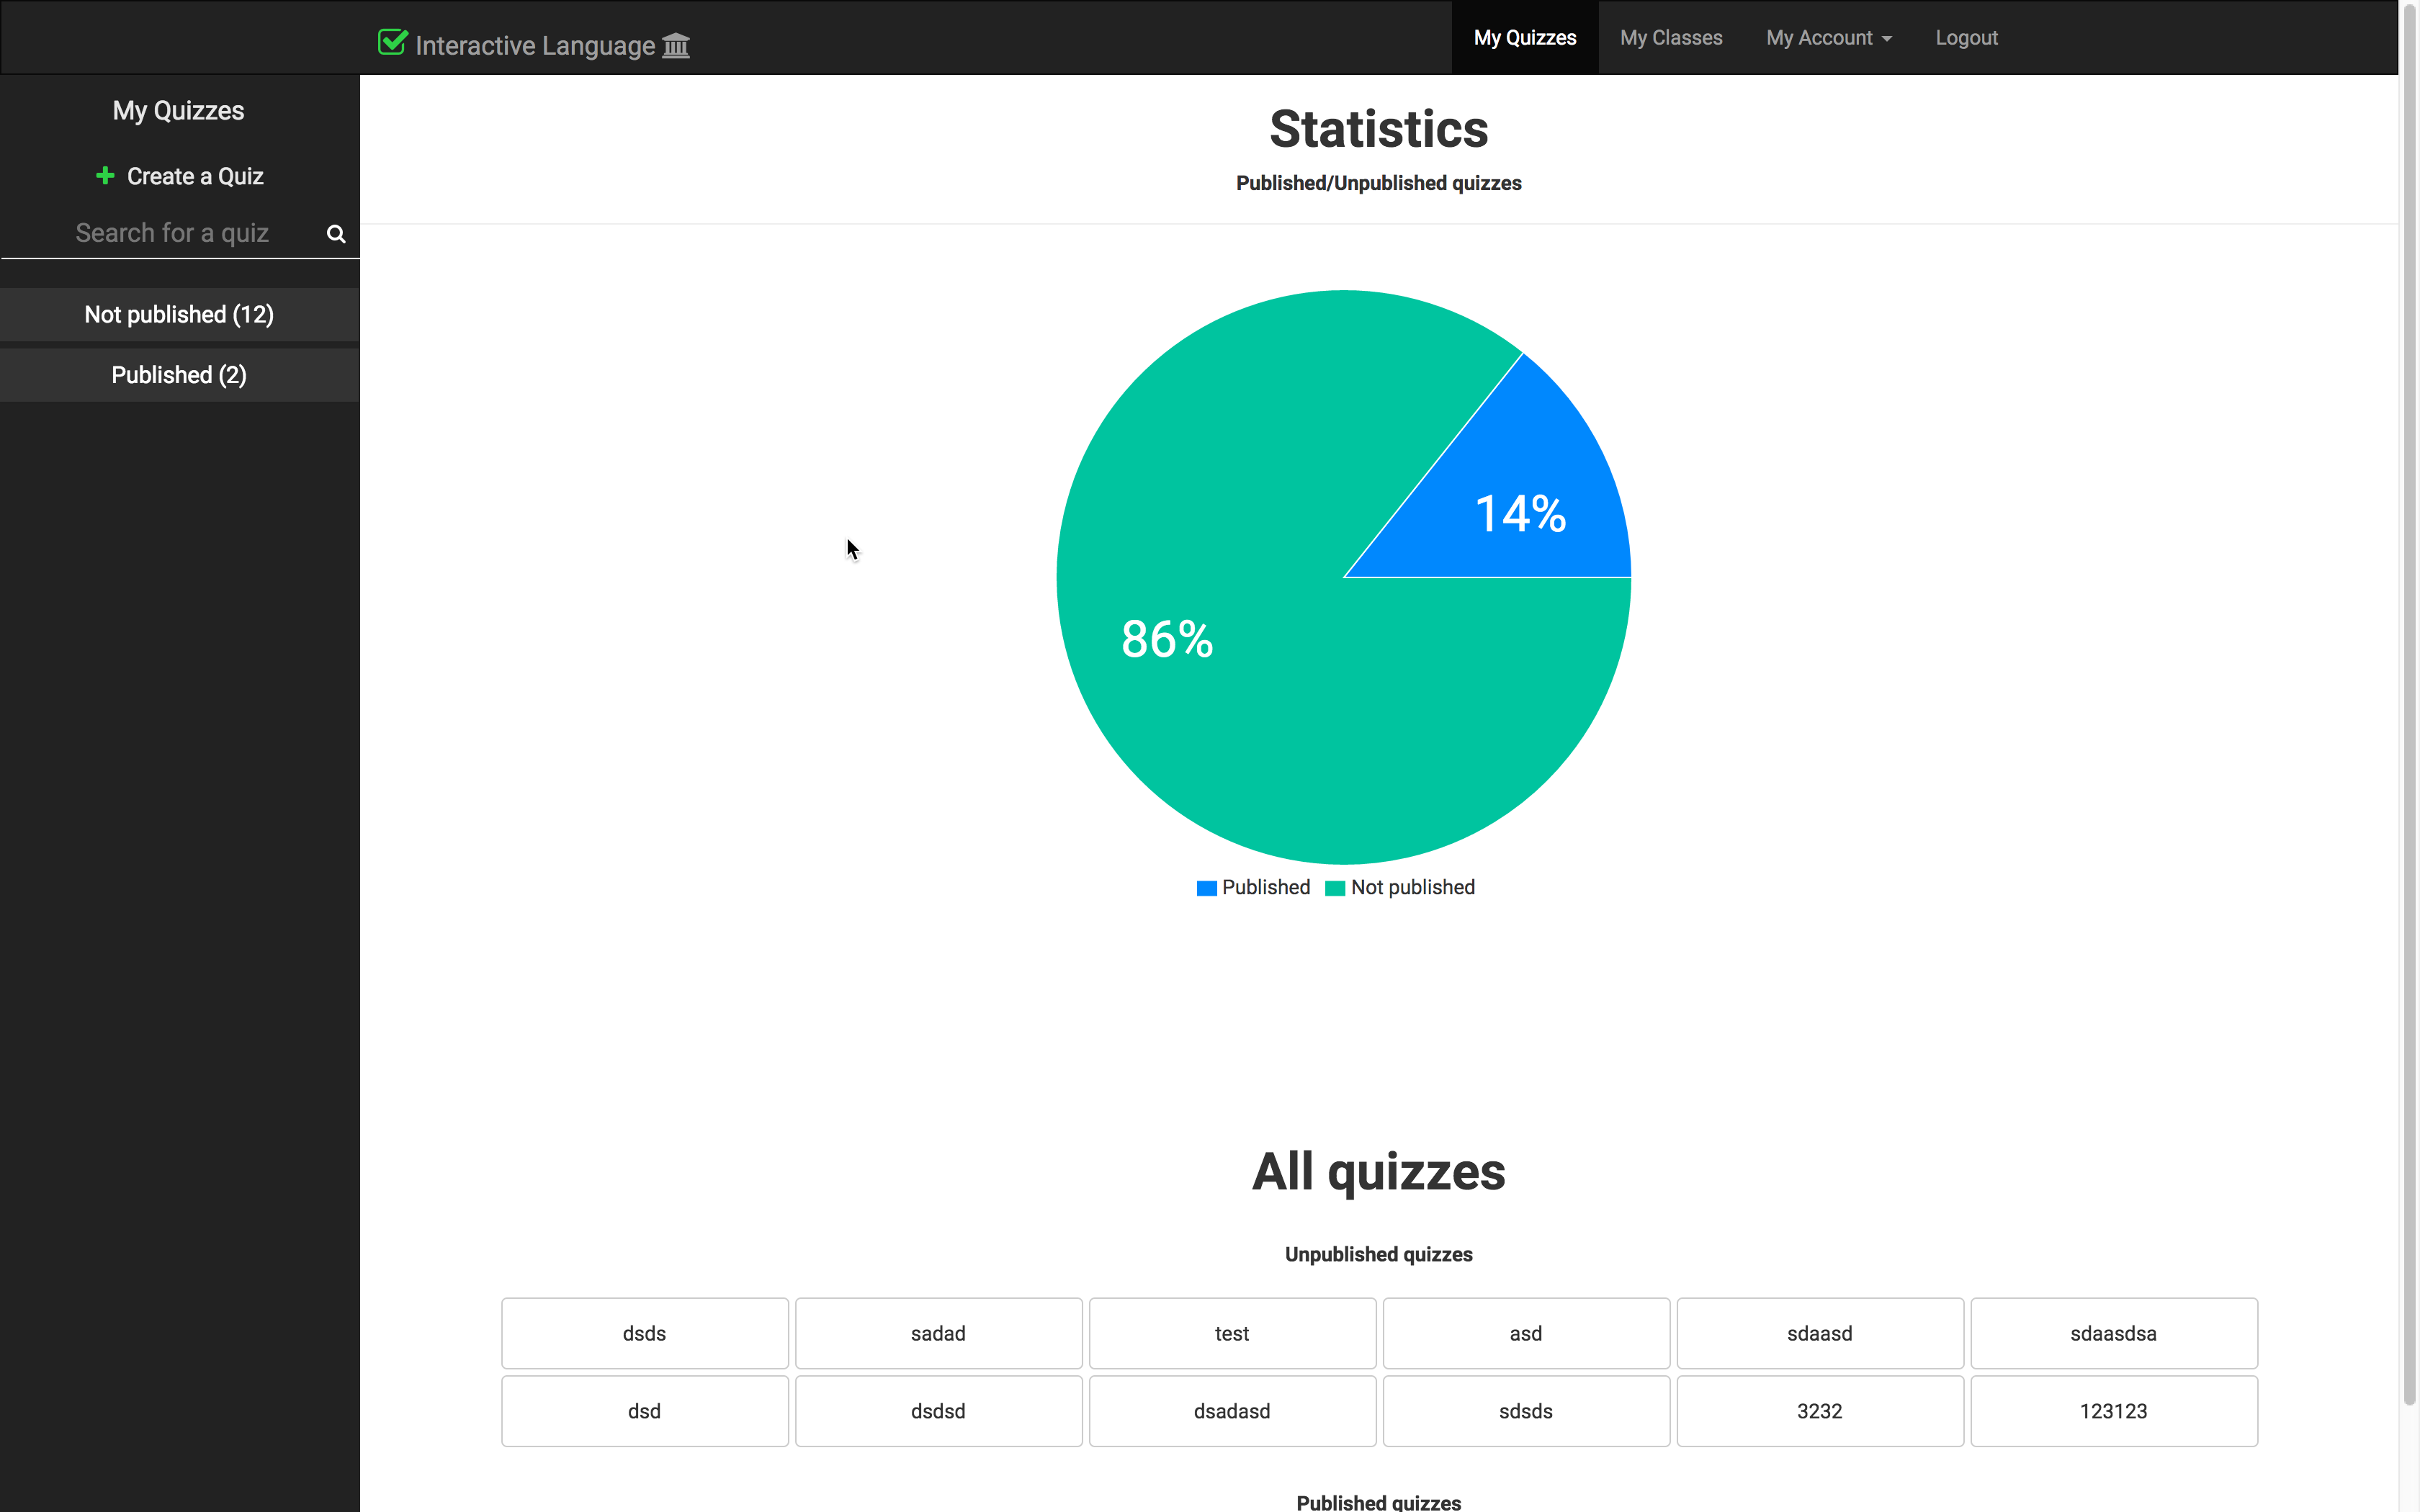 Interactive Language
My Quizzes My Classes My Account Logout
My Quizzes
Create a Quiz
Search for a quiz
Not published (12)
Published (2)
Statistics
Published/Unpublished quizzes
14%
86%
Published Not published
All quizzes
Unpublished quizzes
dsds sadad test asd sdaasd sdaasdsa
dsd dsdsd dsadasd sdsds 3232 123123
Published quizzes